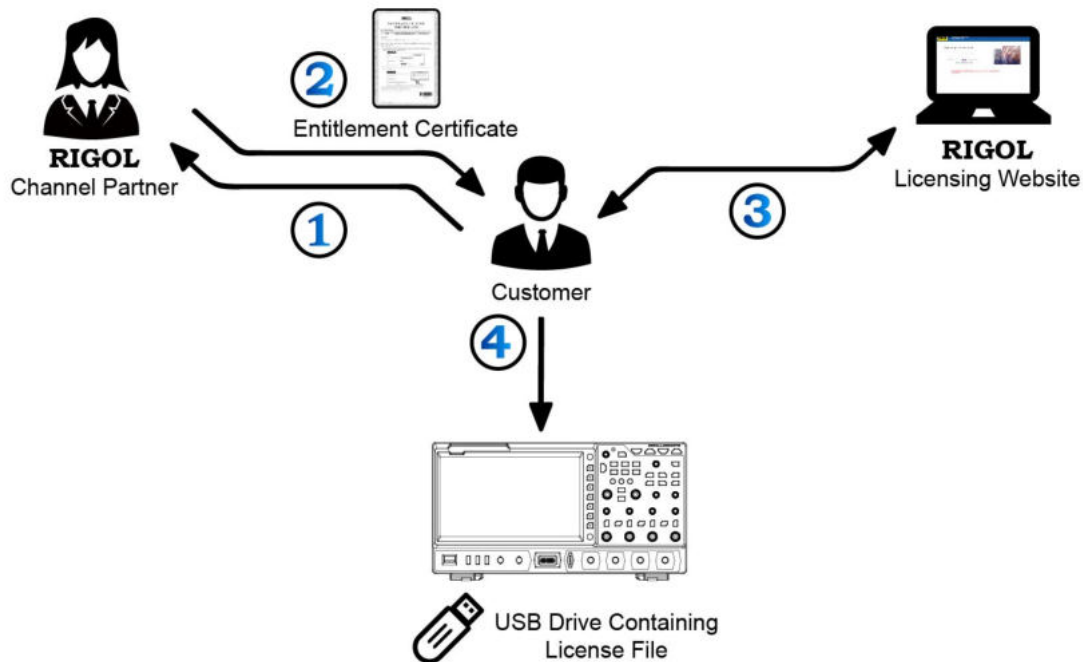 2
Entitlement Certificate
RIGOL
Channel Partner
1
RIGOL
Licensing Website
3
Customer
4
USB Drive Containing
License File